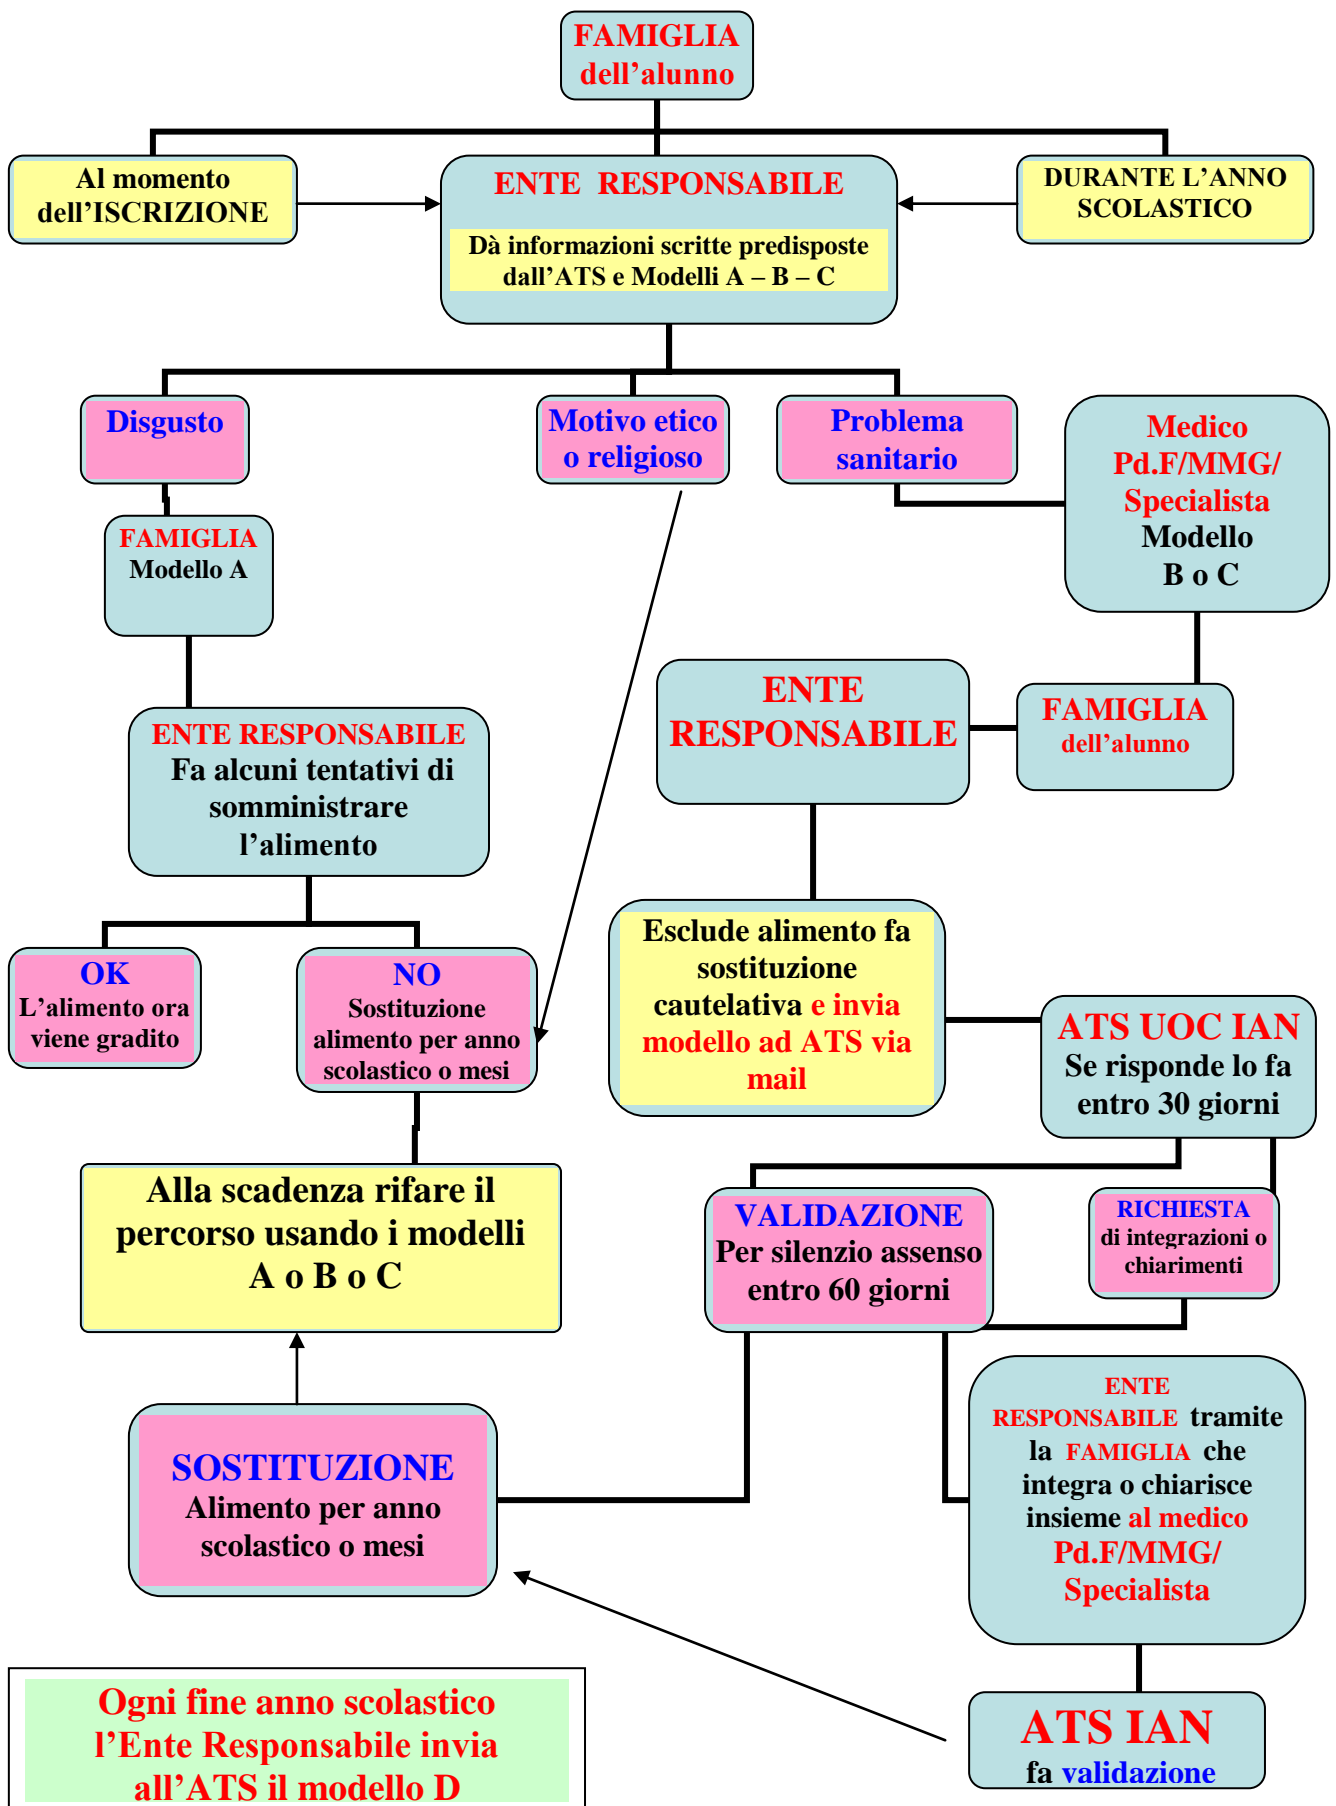 FAMIGLIA
dell'alunno
Al momento
dell'ISCRIZIONE
ENTE RESPONSABILE
Dà informazioni scritte predisposte
dall'ATS e Modelli A – B – C
DURANTE L'ANNO
SCOLASTICO
Disgusto
Motivo etico
o religioso
Problema
sanitario
Medico
Pd.F/MMG/
Specialista
Modello
B o C
FAMIGLIA
Modello A
ENTE
RESPONSABILE
FAMIGLIA
dell'alunno
ENTE RESPONSABILE
Fa alcuni tentativi di
somministrare
l'alimento
OK
L'alimento ora
viene gradito
NO
Sostituzione
alimento per anno
scolastico o mesi
Esclude alimento fa
sostituzione
cautelativa e invia
modello ad ATS via
mail
ATS UOC IAN
Se risponde lo fa
entro 30 giorni
Alla scadenza rifare il
percorso usando i modelli
A o B o C
VALIDAZIONE
Per silenzio assenso
entro 60 giorni
RICHIESTA
di integrazioni o
chiarimenti
SOSTITUZIONE
Alimento per anno
scolastico o mesi
ENTE
RESPONSABILE tramite
la FAMIGLIA che
integra o chiarisce
insieme al medico
Pd.F/MMG/
Specialista
Ogni fine anno scolastico
l'Ente Responsabile invia
all'ATS il modello D
ATS IAN
fa validazione